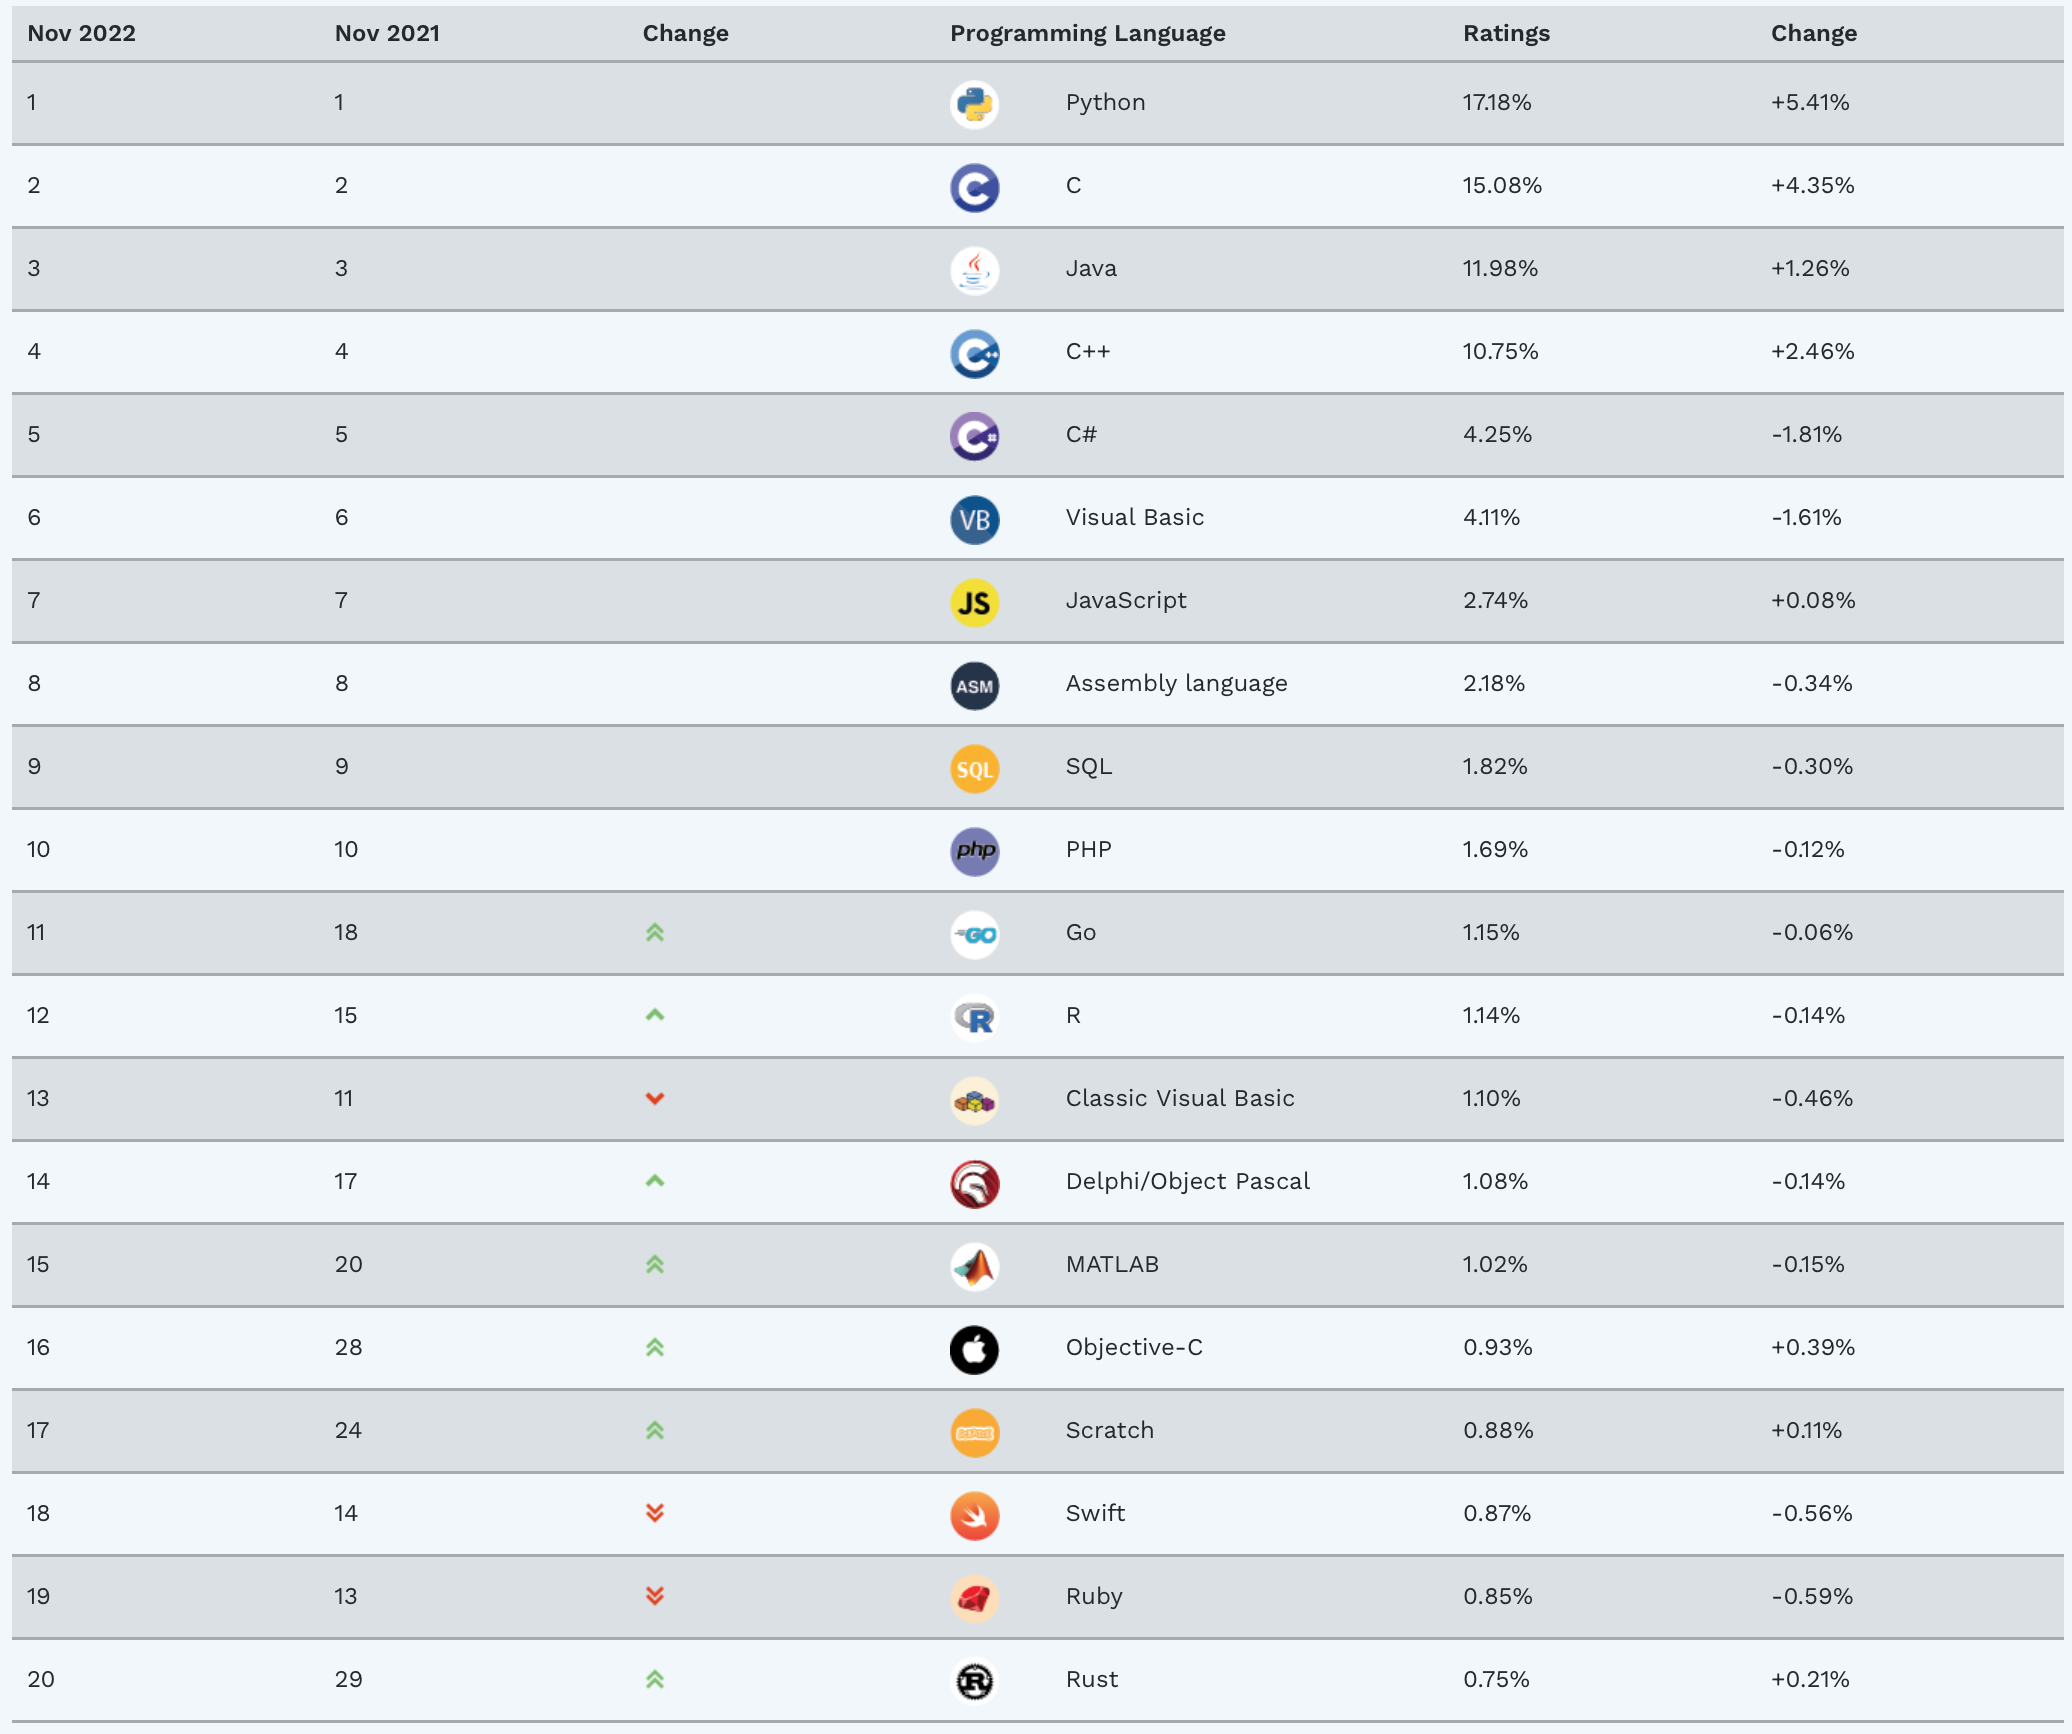 Nov 2022 Nov 2021 Change Programming Language Ratings Change
1 1 Python 17.18% +5.41%
2 2 C 15.08% +4.35%
3 3 Java 11.98% +1.26%
4 4 C++ 10.75% +2.46%
5 5 C# 4.25% -1.81%
6 6 VB Visual Basic 4.11% -1.61%
7 7 JS JavaScript 2.74% +0.08%
8 8 ASM Assembly language 2.18% -0.34%
9 9 SQL SQL 1.82% -0.30%
10 10 php PHP 1.69% -0.12%
11 18 GO Go 1.15% -0.06%
12 15 R R 1.14% -0.14%
13 11 Classic Visual Basic 1.10% -0.46%
14 17 Delphi/Object Pascal 1.08% -0.14%
15 20 MATLAB 1.02% -0.15%
16 28 Objective-C 0.93% +0.39%
17 24 Scratch 0.88% +0.11%
18 14 Swift 0.87% -0.56%
19 13 Ruby 0.85% -0.59%
20 29 R Rust 0.75% +0.21%